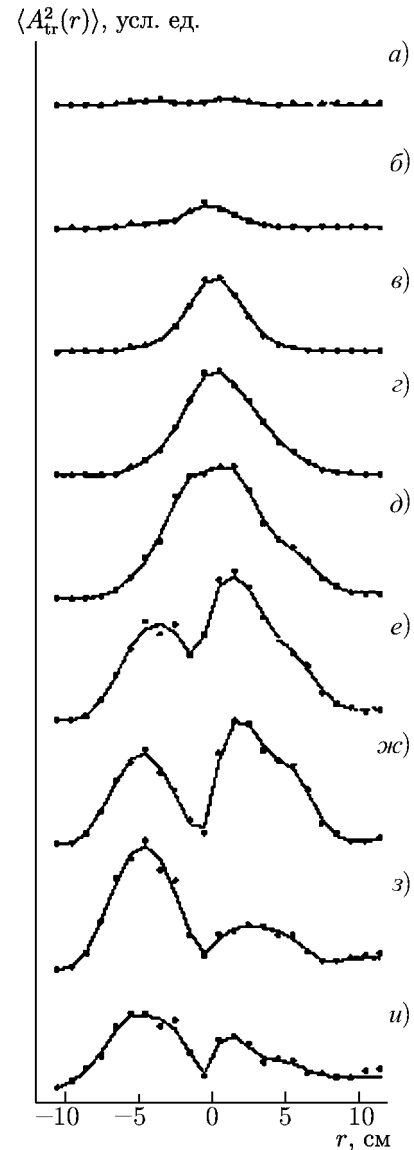 ⟨A²ₜᵣ(r)⟩, усл. ед.
а)
б)
в)
г)
д)
е)
ж)
з)
и)
−10 −5 0 5 10
r, см